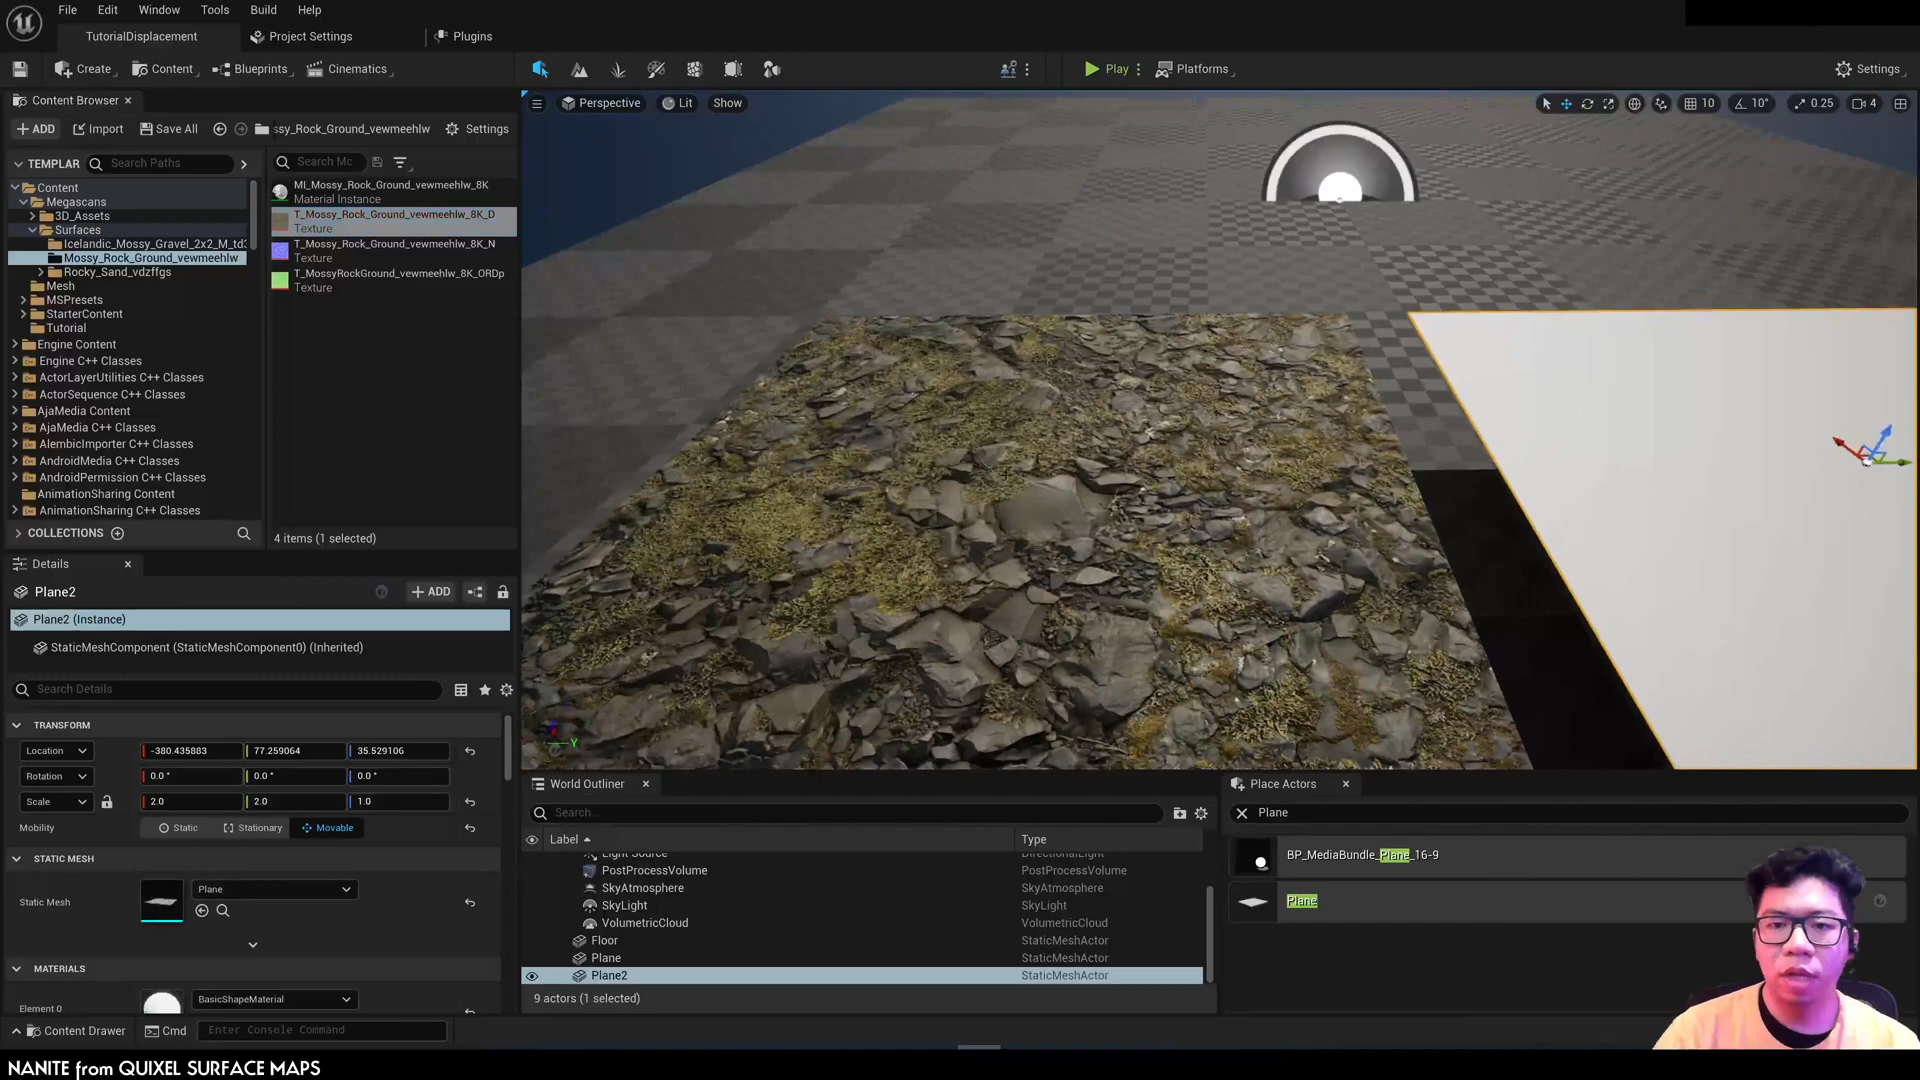 File Edit Window Tools Build Help
TutorialDisplacement Project Settings Plugins
Create Content Blueprints Cinematics Play Platforms Settings
Content Browser
ADD Import Save All ssy_Rock_Ground_vewmeehlw Settings
TEMPLAR Search Paths
Content
Megascans
3D_Assets
Surfaces
Icelandic_Mossy_Gravel_2x2_M_td3
Mossy_Rock_Ground_vewmeehlw
Rocky_Sand_vdzffgs
Mesh
MSPresets
StarterContent
Tutorial
Engine Content
Engine C++ Classes
ActorLayerUtilities C++ Classes
ActorSequence C++ Classes
AjaMedia Content
AjaMedia C++ Classes
AlembicImporter C++ Classes
AndroidMedia C++ Classes
AndroidPermission C++ Classes
AnimationSharing Content
AnimationSharing C++ Classes
COLLECTIONS
Search Mc
MI_Mossy_Rock_Ground_vewmeehlw_8K
Material Instance
T_Mossy_Rock_Ground_vewmeehlw_8K_D
Texture
T_Mossy_Rock_Ground_vewmeehlw_8K_N
Texture
T_MossyRockGround_vewmeehlw_8K_ORDp
Texture
4 items (1 selected)
Perspective Lit Show
10 10° 0.25 4
Y
Details
Plane2 ADD
Plane2 (Instance)
StaticMeshComponent (StaticMeshComponent0) (Inherited)
Search Details
TRANSFORM
Location -380.435883 77.259064 35.529106
Rotation 0.0 ° 0.0 ° 0.0 °
Scale 2.0 2.0 1.0
Mobility Static Stationary Movable
STATIC MESH
Static Mesh Plane
MATERIALS
Element 0 BasicShapeMaterial
World Outliner
Search...
Label Type
Light Source DirectionalLight
PostProcessVolume PostProcessVolume
SkyAtmosphere SkyAtmosphere
SkyLight SkyLight
VolumetricCloud VolumetricCloud
Floor StaticMeshActor
Plane StaticMeshActor
Plane2 StaticMeshActor
9 actors (1 selected)
Place Actors
Plane
BP_MediaBundle_Plane_16-9
Plane
Content Drawer Cmd Enter Console Command
NANITE from QUIXEL SURFACE MAPS